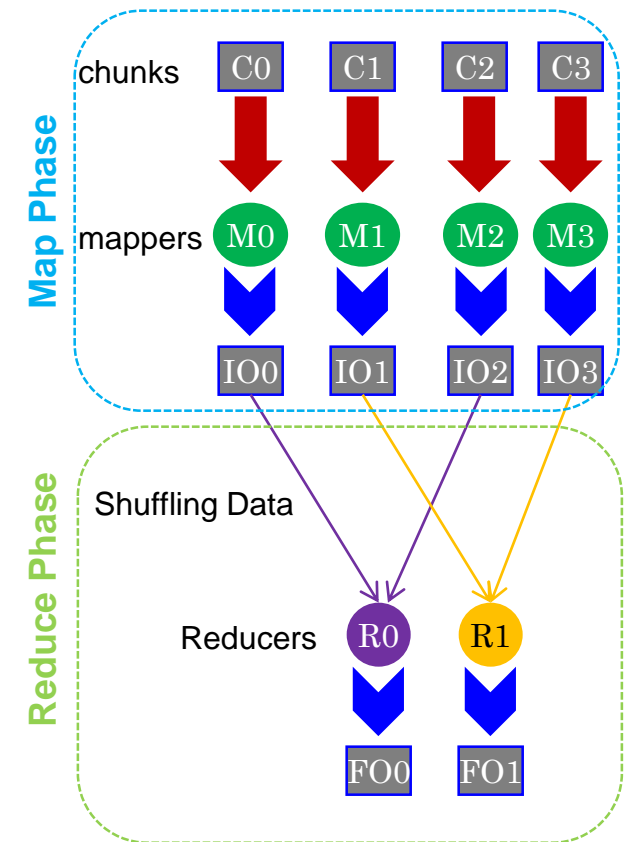 Map Phase
chunks
C0 C1 C2 C3
mappers
M0 M1 M2 M3
IO0 IO1 IO2 IO3
Reduce Phase
Shuffling Data
Reducers
R0 R1
FO0 FO1